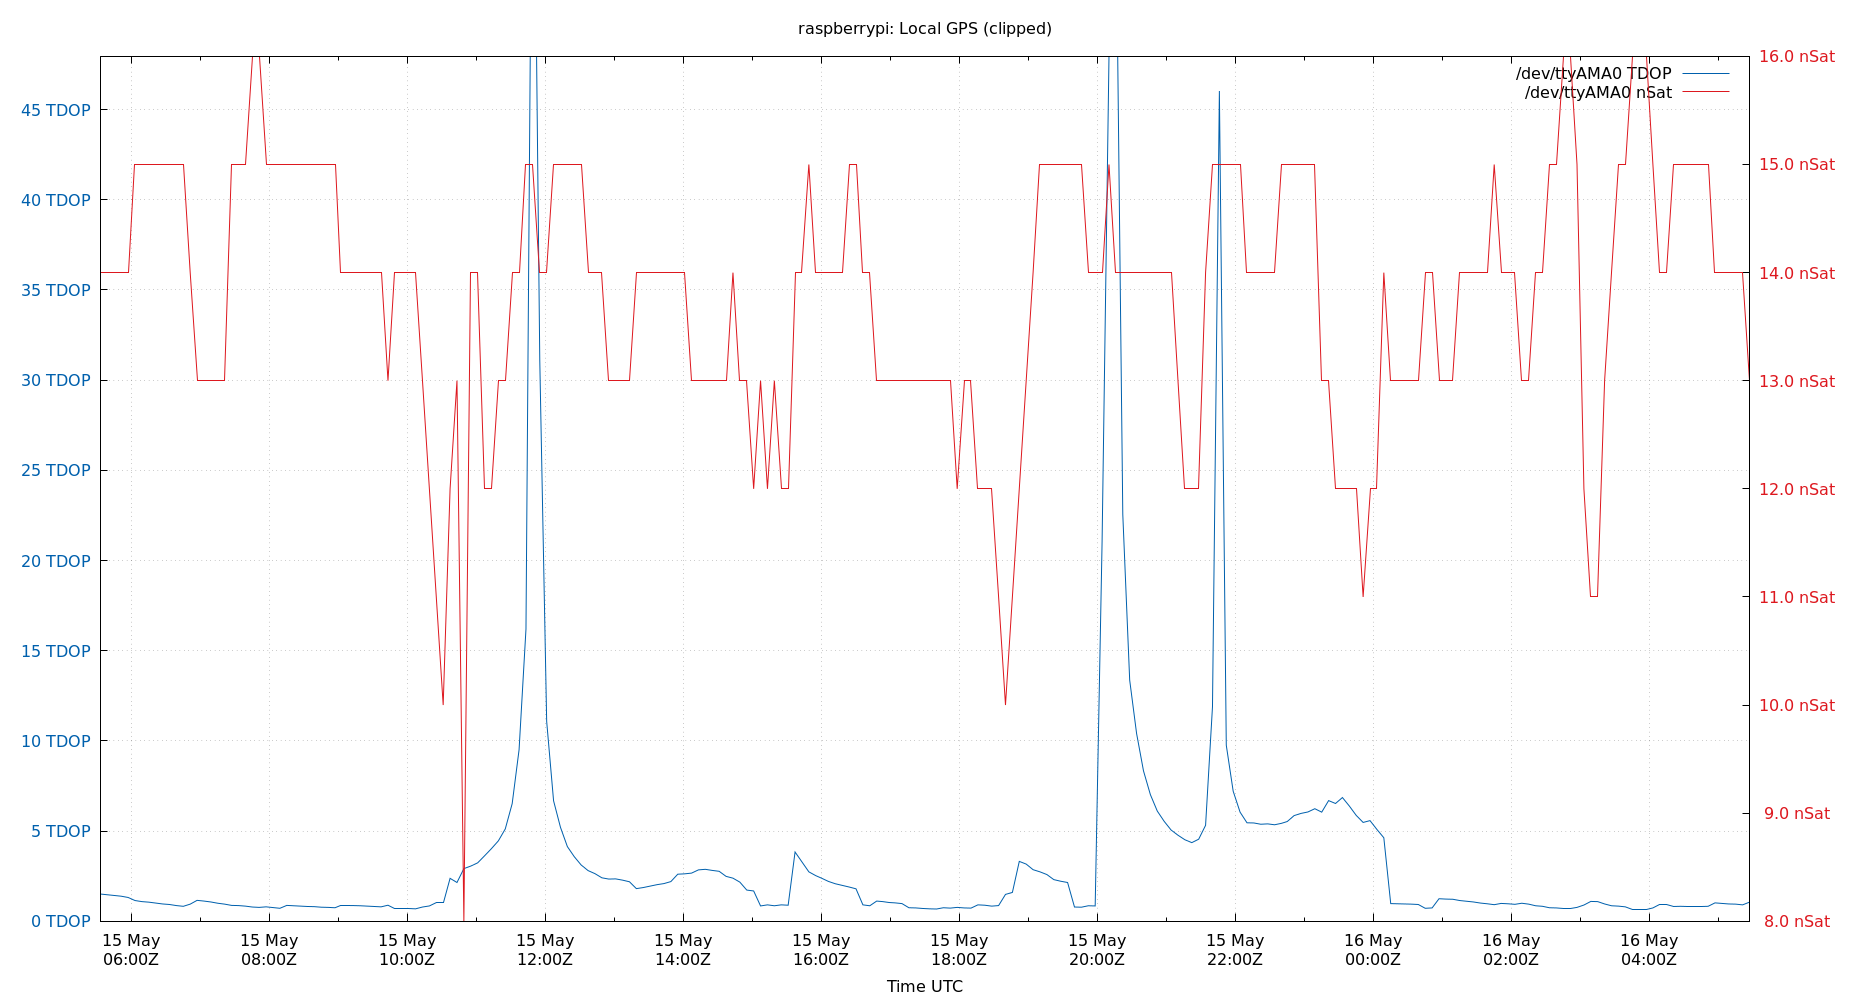 raspberrypi: Local GPS (clipped)
/dev/ttyAMA0 TDOP
/dev/ttyAMA0 nSat
45 TDOP
40 TDOP
35 TDOP
30 TDOP
25 TDOP
20 TDOP
15 TDOP
10 TDOP
5 TDOP
0 TDOP
16.0 nSat
15.0 nSat
14.0 nSat
13.0 nSat
12.0 nSat
11.0 nSat
10.0 nSat
9.0 nSat
8.0 nSat
15 May 15 May 15 May 15 May 15 May 15 May 15 May 15 May 15 May 16 May 16 May 16 May
06:00Z 08:00Z 10:00Z 12:00Z 14:00Z 16:00Z 18:00Z 20:00Z 22:00Z 00:00Z 02:00Z 04:00Z
Time UTC